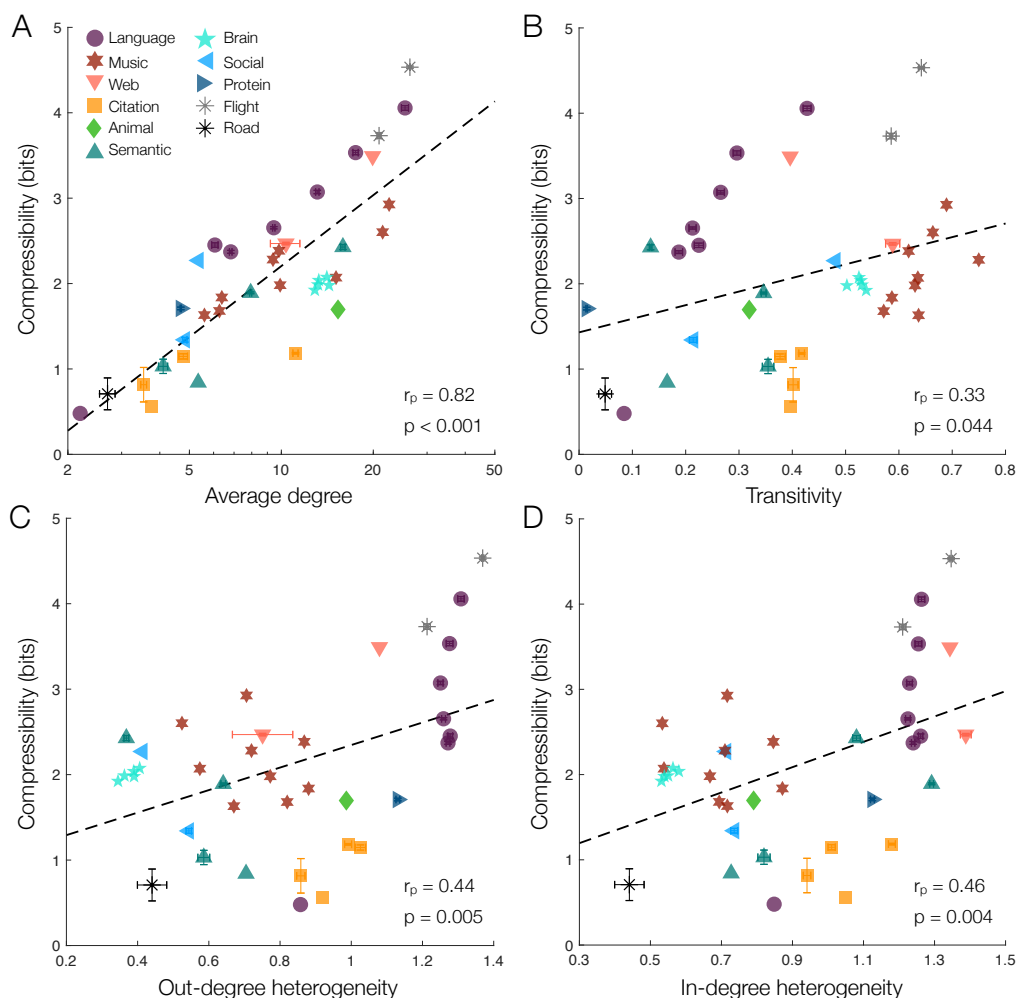 A
5
4
3
2
1
0
Compressibility (bits)
Language
Music
Web
Citation
Animal
Semantic
Brain
Social
Protein
Flight
Road
rp = 0.82
p < 0.001
2
5
10
20
50
Average degree
B
5
4
3
2
1
0
Compressibility (bits)
rp = 0.33
p = 0.044
0
0.1
0.2
0.3
0.4
0.5
0.6
0.7
0.8
Transitivity
C
5
4
3
2
1
0
Compressibility (bits)
rp = 0.44
p = 0.005
0.2
0.4
0.6
0.8
1
1.2
1.4
Out-degree heterogeneity
D
5
4
3
2
1
0
Compressibility (bits)
rp = 0.46
p = 0.004
0.3
0.5
0.7
0.9
1.1
1.3
1.5
In-degree heterogeneity